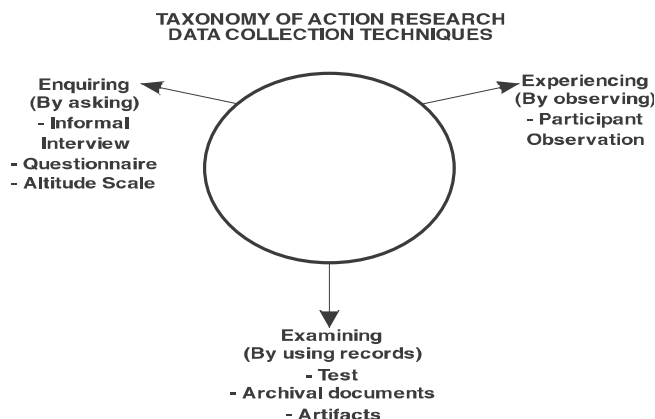 TAXONOMY OF ACTION RESEARCH
DATA COLLECTION TECHNIQUES
Enquiring
(By asking)
- Informal
Interview
- Questionnaire
- Altitude Scale
Experiencing
(By observing)
- Participant
Observation
Examining
(By using records)
- Test
- Archival documents
- Artifacts